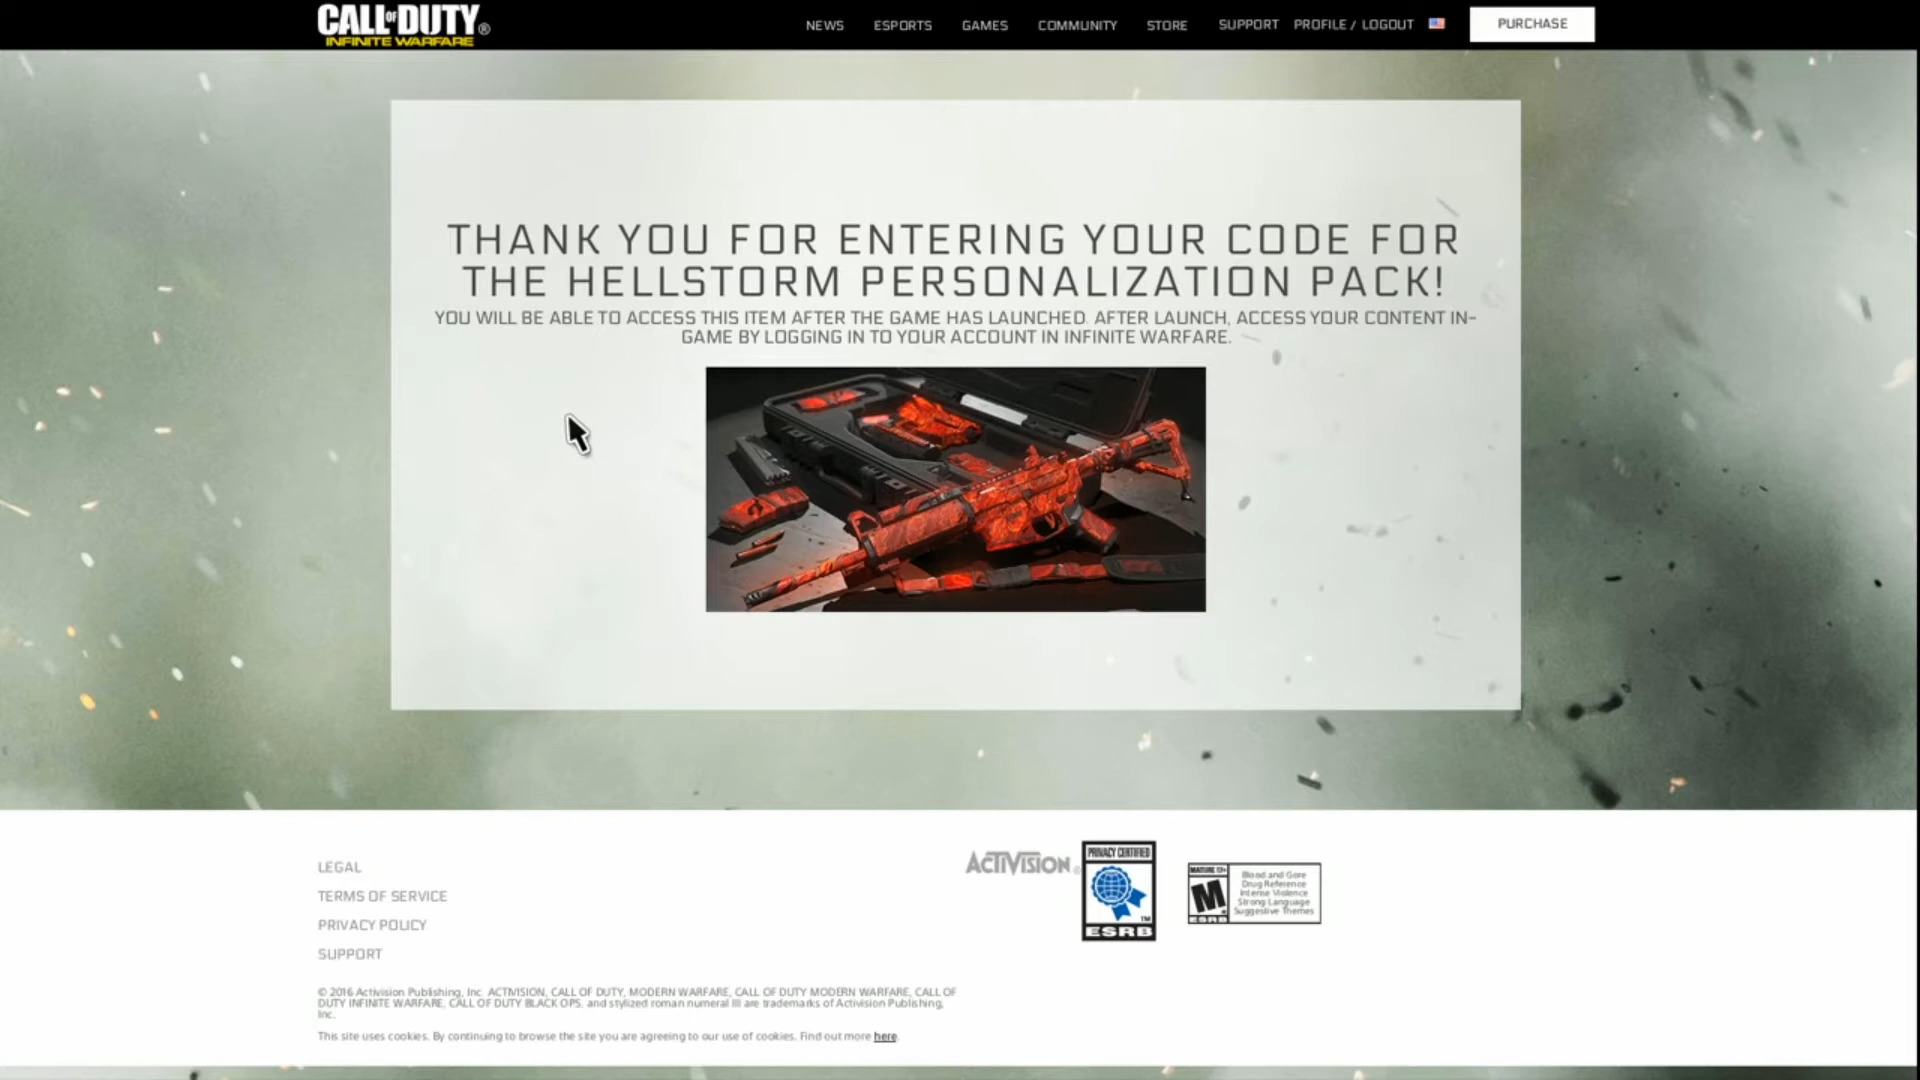 CALL OF DUTY®
INFINITE WARFARE
NEWS ESPORTS GAMES COMMUNITY STORE SUPPORT PROFILE / LOGOUT PURCHASE
THANK YOU FOR ENTERING YOUR CODE FOR
THE HELLSTORM PERSONALIZATION PACK!
YOU WILL BE ABLE TO ACCESS THIS ITEM AFTER THE GAME HAS LAUNCHED. AFTER LAUNCH, ACCESS YOUR CONTENT IN-
GAME BY LOGGING IN TO YOUR ACCOUNT IN INFINITE WARFARE.
LEGAL
TERMS OF SERVICE
PRIVACY POLICY
SUPPORT
ACTIVISION®
PRIVACY CERTIFIED
TM
ESRB
MATURE 17+
M
ESRB
Blood and Gore
Drug Reference
Intense Violence
Strong Language
Suggestive Themes
© 2016 Activision Publishing, Inc. ACTIVISION, CALL OF DUTY, MODERN WARFARE, CALL OF DUTY MODERN WARFARE, CALL OF
DUTY INFINITE WARFARE, CALL OF DUTY BLACK OPS, and stylized roman numeral III are trademarks of Activision Publishing,
Inc.
This site uses cookies. By continuing to browse the site you are agreeing to our use of cookies. Find out more here.